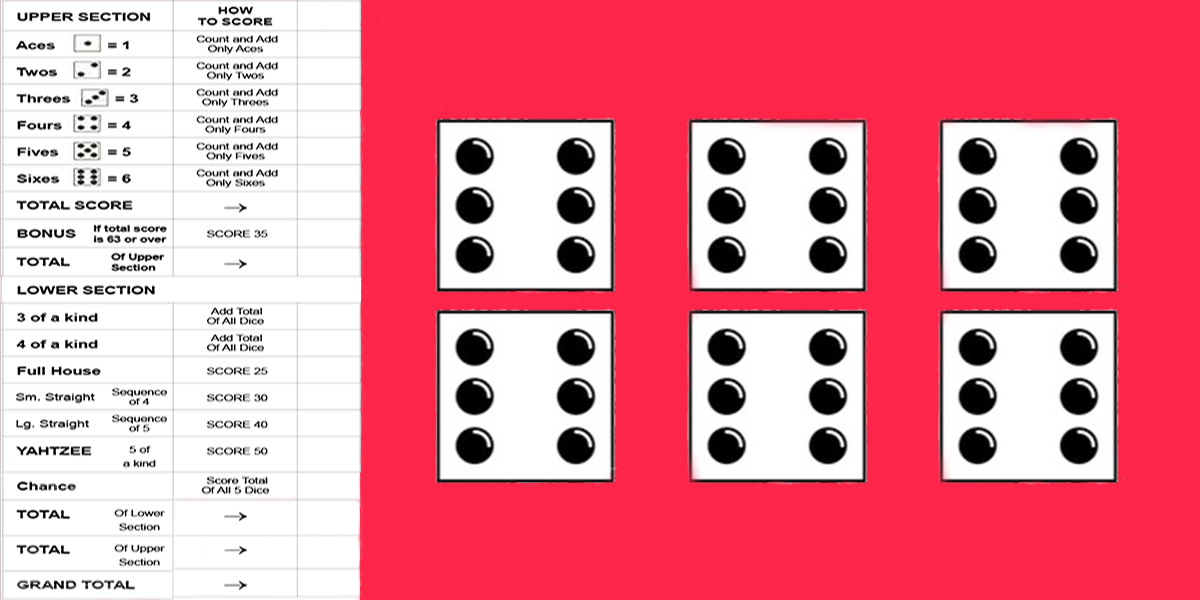 UPPER SECTION
HOW
TO SCORE
Aces = 1
Count and Add
Only Aces
Twos = 2
Count and Add
Only Twos
Threes = 3
Count and Add
Only Threes
Fours = 4
Count and Add
Only Fours
Fives = 5
Count and Add
Only Fives
Sixes = 6
Count and Add
Only Sixes
TOTAL SCORE →
BONUS
If total score
is 63 or over
SCORE 35
TOTAL
Of Upper
Section
→
LOWER SECTION
3 of a kind
Add Total
Of All Dice
4 of a kind
Add Total
Of All Dice
Full House
SCORE 25
Sm. Straight
Sequence
of 4
SCORE 30
Lg. Straight
Sequence
of 5
SCORE 40
YAHTZEE
5 of
a kind
SCORE 50
Chance
Score Total
Of All 5 Dice
TOTAL
Of Lower
Section
→
TOTAL
Of Upper
Section
→
GRAND TOTAL →